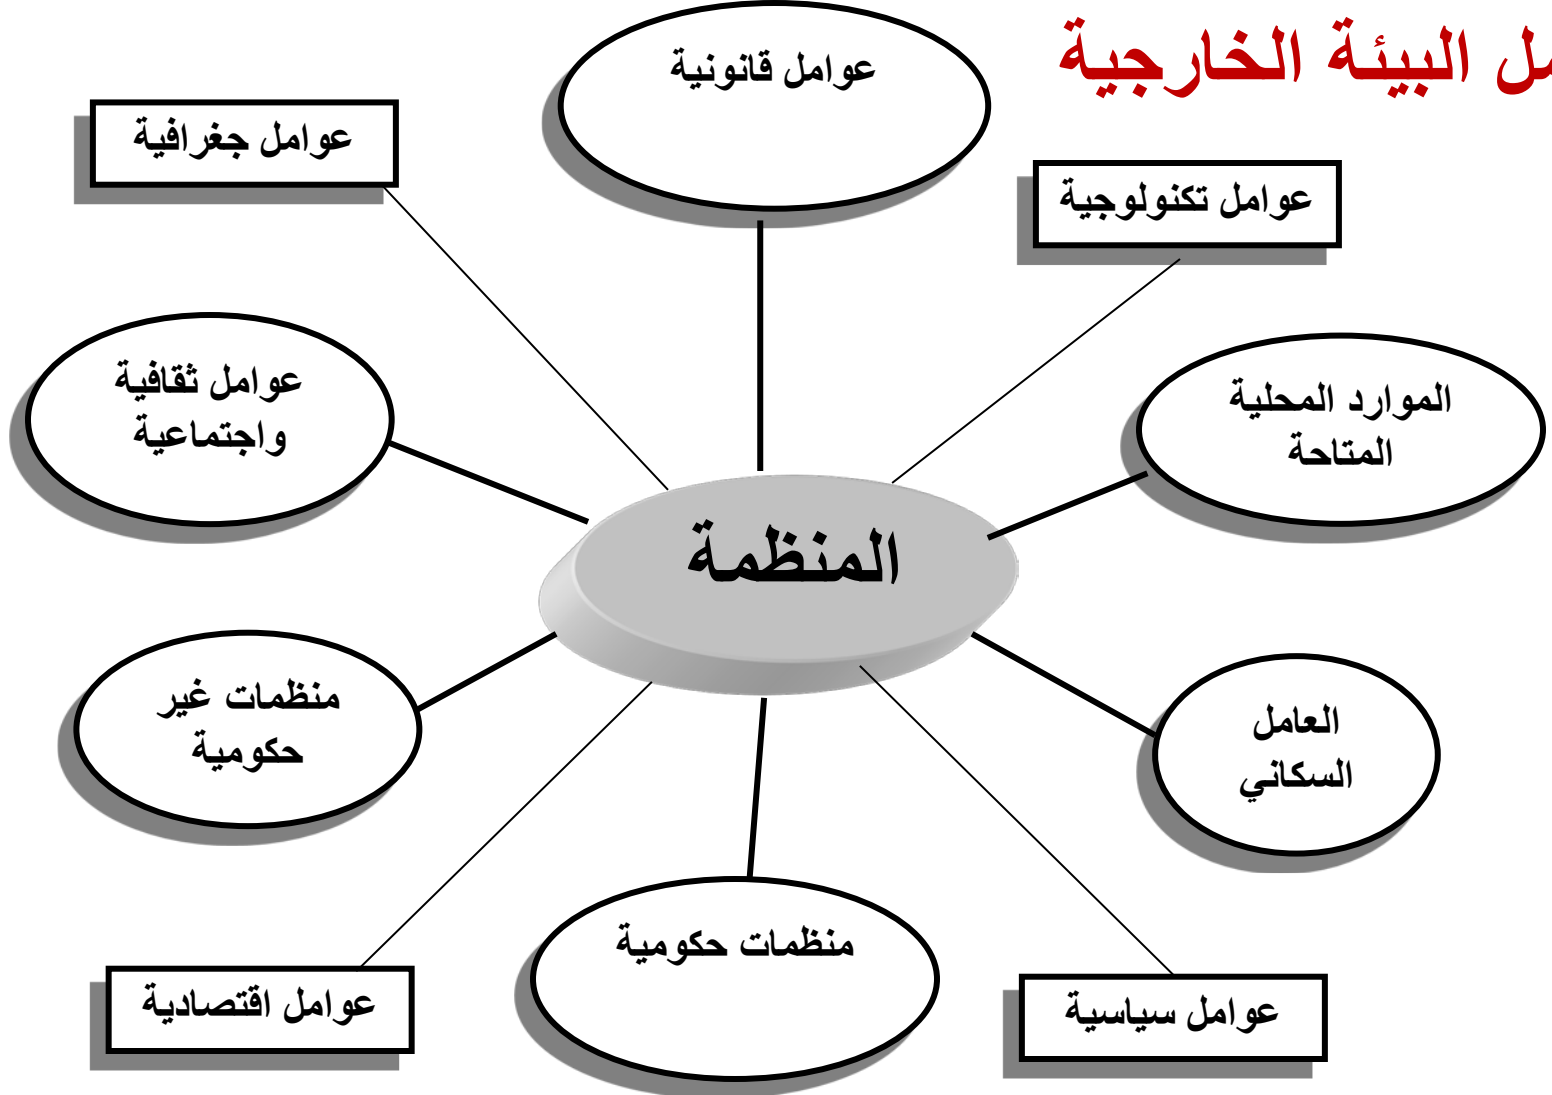 البيئة الخارجية
عوامل قانونية
عوامل جغرافية
عوامل تكنولوجية
الموارد المحلية
المتاحة
عوامل ثقافية
واجتماعية
المنظمة
منظمات غير
حكومية
العامل
السكاني
منظمات حكومية
عوامل اقتصادية
عوامل سياسية